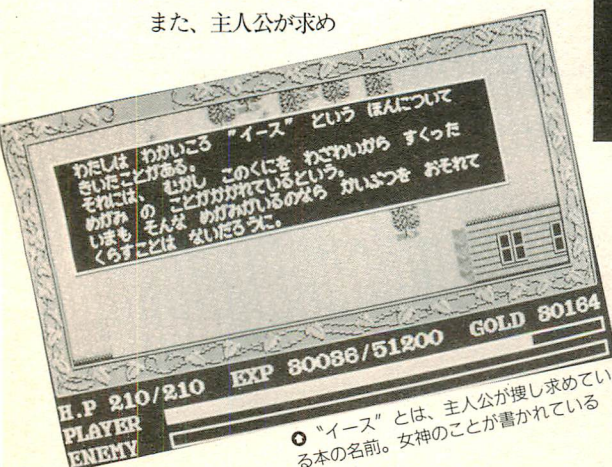 また、主人公が求め
わたしは わかいころ “イース” という ほんについて
きいたことがある。
それには、 むかし このくにを わざわいから すくった
めがみ の ことがかかれているという。
いまも そんな めがみがいるのなら かいぶつを おそれて
くらすことは ないだろうに。
H.P 210/210 EXP 30086/51200 GOLD 30164
PLAYER
ENEMY
“イース”とは、主人公が捜し求めてい
る本の名前。女神のことが書かれている